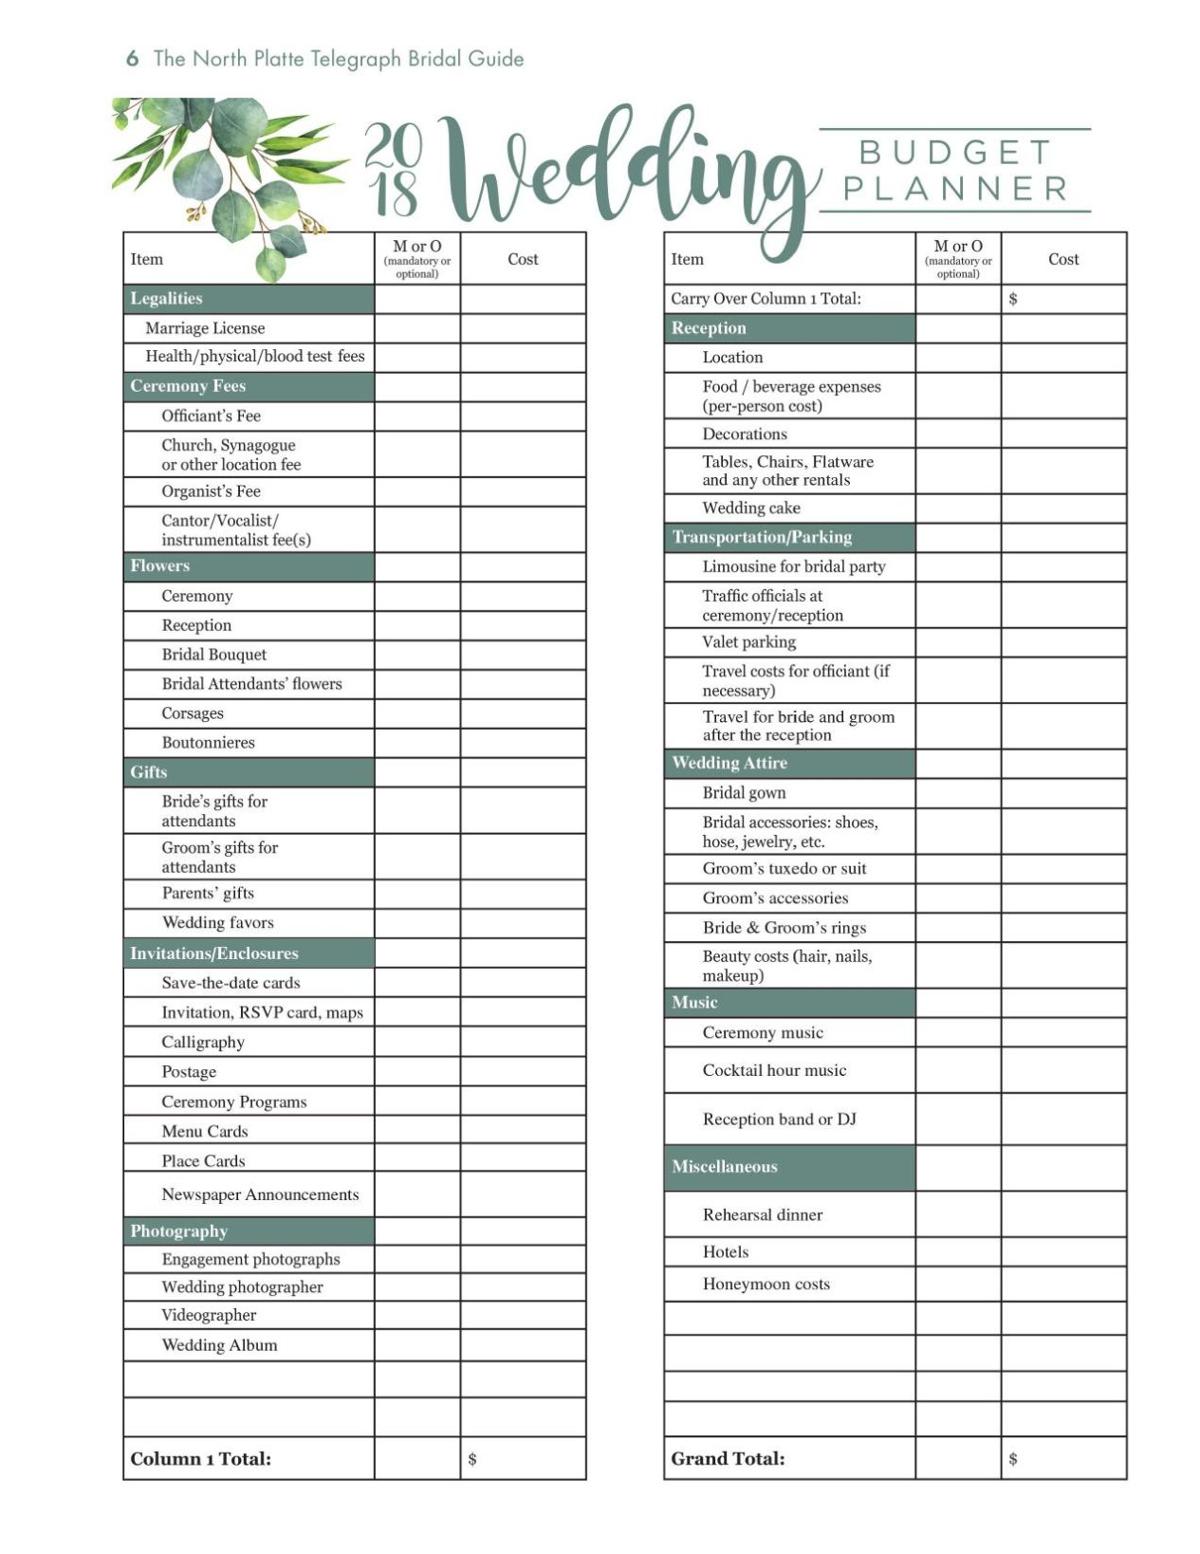 6 The North Platte Telegraph Bridal Guide
20
18
Wedding
BUDGET
PLANNER
Item
M or O
(mandatory or
optional)
Cost
Legalities
Marriage License
Health/physical/blood test fees
Ceremony Fees
Officiant's Fee
Church, Synagogue
or other location fee
Organist's Fee
Cantor/Vocalist/
instrumentalist fee(s)
Flowers
Ceremony
Reception
Bridal Bouquet
Bridal Attendants' flowers
Corsages
Boutonnieres
Gifts
Bride's gifts for
attendants
Groom's gifts for
attendants
Parents' gifts
Wedding favors
Invitations/Enclosures
Save-the-date cards
Invitation, RSVP card, maps
Calligraphy
Postage
Ceremony Programs
Menu Cards
Place Cards
Newspaper Announcements
Photography
Engagement photographs
Wedding photographer
Videographer
Wedding Album
Column 1 Total: $
Item
M or O
(mandatory or
optional)
Cost
Carry Over Column 1 Total: $
Reception
Location
Food / beverage expenses
(per-person cost)
Decorations
Tables, Chairs, Flatware
and any other rentals
Wedding cake
Transportation/Parking
Limousine for bridal party
Traffic officials at
ceremony/reception
Valet parking
Travel costs for officiant (if
necessary)
Travel for bride and groom
after the reception
Wedding Attire
Bridal gown
Bridal accessories: shoes,
hose, jewelry, etc.
Groom's tuxedo or suit
Groom's accessories
Bride & Groom's rings
Beauty costs (hair, nails,
makeup)
Music
Ceremony music
Cocktail hour music
Reception band or DJ
Miscellaneous
Rehearsal dinner
Hotels
Honeymoon costs
Grand Total: $